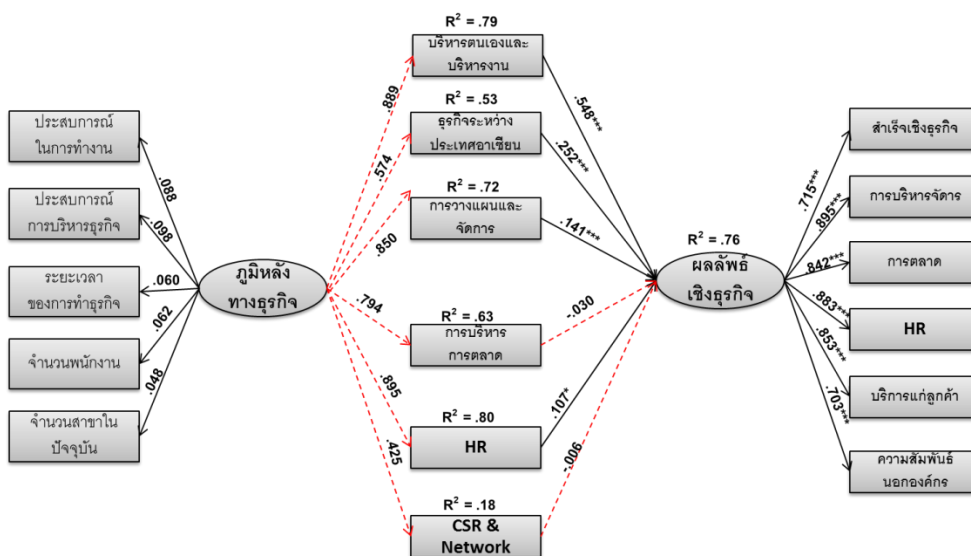 ประสบการณ์
ในการทำงาน
ประสบการณ์
การบริหารธุรกิจ
ระยะเวลา
ของการทำธุรกิจ
จำนวนพนักงาน
จำนวนสาขาใน
ปัจจุบัน
.088
.098
.060
.062
.048
ภูมิหลัง
ทางธุรกิจ
.889
.574
.850
.794
.895
.425
R² = .79
บริหารตนเองและ
บริหารงาน
R² = .53
ธุรกิจระหว่าง
ประเทศอาเซียน
R² = .72
การวางแผนและ
จัดการ
R² = .63
การบริหาร
การตลาด
R² = .80
HR
R² = .18
CSR &
Network
.548***
.252***
.141***
-.030
.107*
-.006
R² = .76
ผลลัพธ์
เชิงธุรกิจ
.715***
.895***
.842***
.883***
.853***
.703***
สำเร็จเชิงธุรกิจ
การบริหารจัดาร
การตลาด
HR
บริการแก่ลูกค้า
ความสัมพันธ์
นอกองค์กร